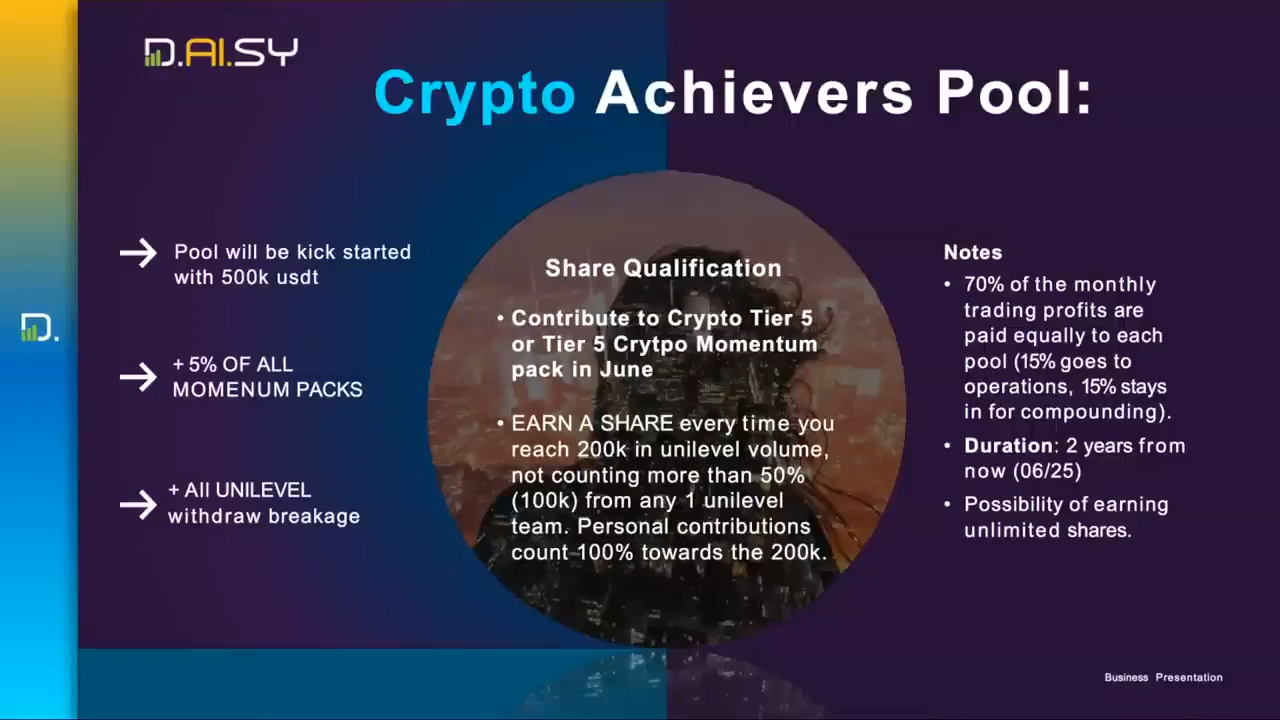 D.AI.SY
Crypto Achievers Pool:
Pool will be kick started
with 500k usdt
+ 5% OF ALL
MOMENUM PACKS
+ All UNILEVEL
withdraw breakage
D.
Share Qualification
• Contribute to Crypto Tier 5
or Tier 5 Crytpo Momentum
pack in June
• EARN A SHARE every time you
reach 200k in unilevel volume,
not counting more than 50%
(100k) from any 1 unilevel
team. Personal contributions
count 100% towards the 200k.
Notes
• 70% of the monthly
trading profits are
paid equally to each
pool (15% goes to
operations, 15% stays
in for compounding).
• Duration: 2 years from
now (06/25)
• Possibility of earning
unlimited shares.
Business Presentation